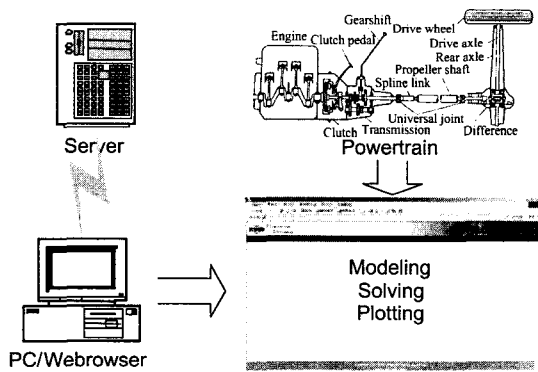 Gearshift
Drive wheel
Engine
Clutch pedal
Drive axle
Rear axle
Propeller shaft
Spline link
Universal joint
Clutch
Transmission
Difference
Server
Powertrain
Modeling
Solving
Plotting
PC/Webrowser